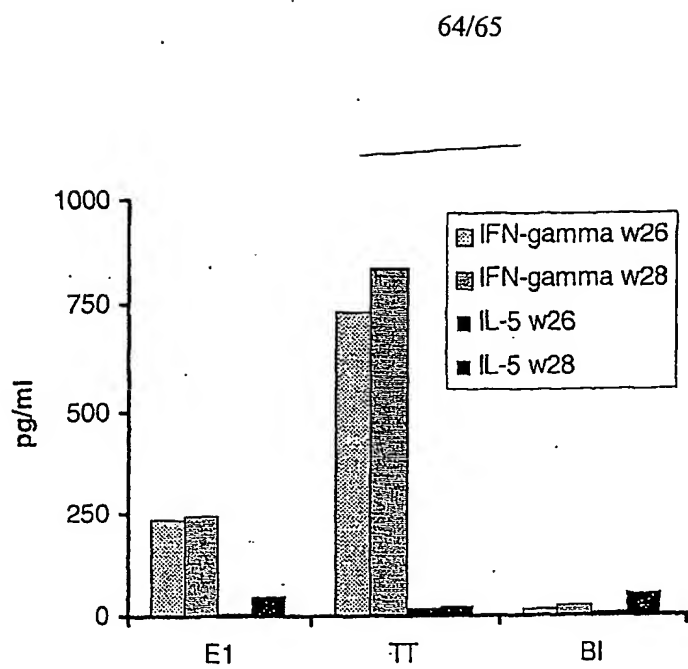 64/65
1000
750
500
250
0
pg/ml
IFN-gamma w26
IFN-gamma w28
IL-5 w26
IL-5 w28
E1
TT
BI